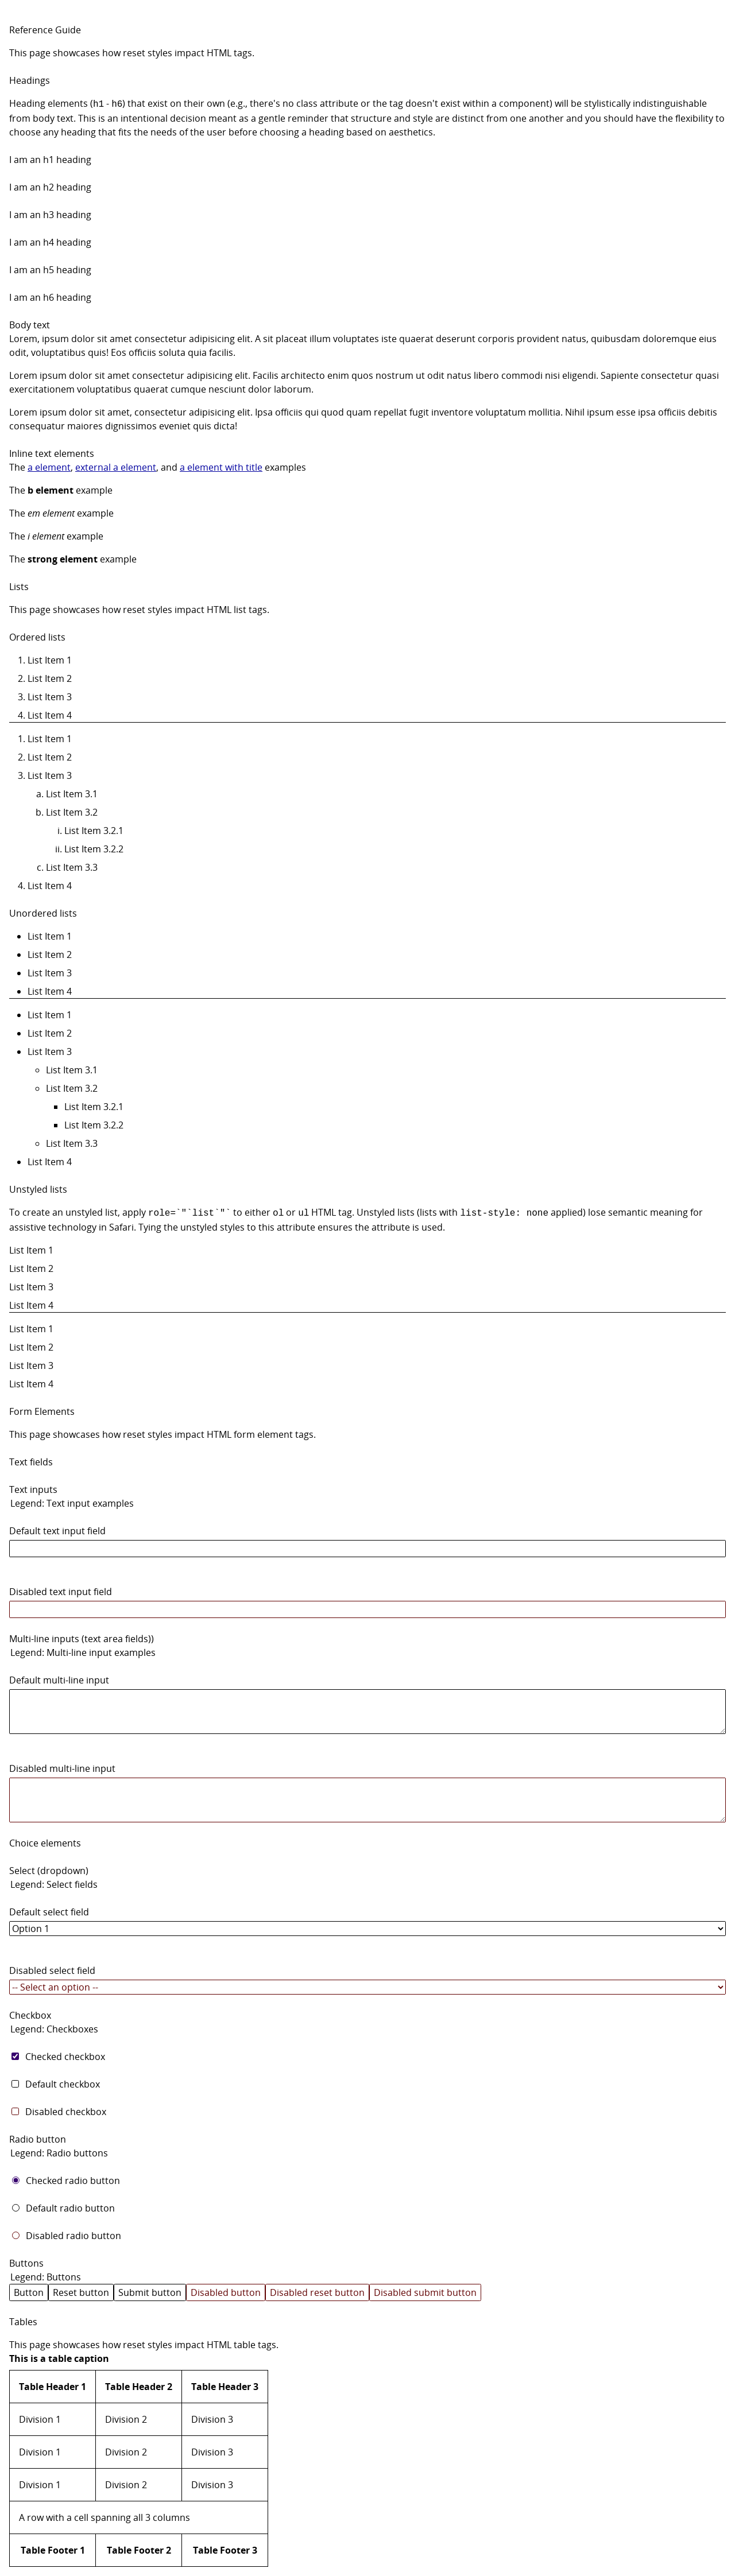 Reference Guide
This page showcases how reset styles impact HTML tags.
Headings
Heading elements (h1 - h6) that exist on their own (e.g., there's no class attribute or the tag doesn't exist within a component) will be stylistically indistinguishable
from body text. This is an intentional decision meant as a gentle reminder that structure and style are distinct from one another and you should have the flexibility to
choose any heading that fits the needs of the user before choosing a heading based on aesthetics.
I am an h1 heading
I am an h2 heading
I am an h3 heading
I am an h4 heading
I am an h5 heading
I am an h6 heading
Body text
Lorem, ipsum dolor sit amet consectetur adipisicing elit. A sit placeat illum voluptates iste quaerat deserunt corporis provident natus, quibusdam doloremque eius
odit, voluptatibus quis! Eos officiis soluta quia facilis.
Lorem ipsum dolor sit amet consectetur adipisicing elit. Facilis architecto enim quos nostrum ut odit natus libero commodi nisi eligendi. Sapiente consectetur quasi
exercitationem voluptatibus quaerat cumque nesciunt dolor laborum.
Lorem ipsum dolor sit amet, consectetur adipisicing elit. Ipsa officiis qui quod quam repellat fugit inventore voluptatum mollitia. Nihil ipsum esse ipsa officiis debitis
consequatur maiores dignissimos eveniet quis dicta!
Inline text elements
The a element, external a element, and a element with title examples
The b element example
The em element example
The i element example
The strong element example
Lists
This page showcases how reset styles impact HTML list tags.
Ordered lists
1. List Item 1
2. List Item 2
3. List Item 3
4. List Item 4
1. List Item 1
2. List Item 2
3. List Item 3
a. List Item 3.1
b. List Item 3.2
i. List Item 3.2.1
ii. List Item 3.2.2
c. List Item 3.3
4. List Item 4
Unordered lists
• List Item 1
• List Item 2
• List Item 3
• List Item 4
• List Item 1
• List Item 2
• List Item 3
◦ List Item 3.1
◦ List Item 3.2
▪ List Item 3.2.1
▪ List Item 3.2.2
◦ List Item 3.3
• List Item 4
Unstyled lists
To create an unstyled list, apply role=`"`list`"` to either ol or ul HTML tag. Unstyled lists (lists with list-style: none applied) lose semantic meaning for
assistive technology in Safari. Tying the unstyled styles to this attribute ensures the attribute is used.
List Item 1
List Item 2
List Item 3
List Item 4
List Item 1
List Item 2
List Item 3
List Item 4
Form Elements
This page showcases how reset styles impact HTML form element tags.
Text fields
Text inputs
Legend: Text input examples
Default text input field
Disabled text input field
Multi-line inputs (text area fields))
Legend: Multi-line input examples
Default multi-line input
Disabled multi-line input
Choice elements
Select (dropdown)
Legend: Select fields
Default select field
Option 1
Disabled select field
-- Select an option --
Checkbox
Legend: Checkboxes
Checked checkbox
Default checkbox
Disabled checkbox
Radio button
Legend: Radio buttons
Checked radio button
Default radio button
Disabled radio button
Buttons
Legend: Buttons
Button Reset button Submit button Disabled button Disabled reset button Disabled submit button
Tables
This page showcases how reset styles impact HTML table tags.
This is a table caption
Table Header 1 Table Header 2 Table Header 3
Division 1 Division 2 Division 3
Division 1 Division 2 Division 3
Division 1 Division 2 Division 3
A row with a cell spanning all 3 columns
Table Footer 1 Table Footer 2 Table Footer 3